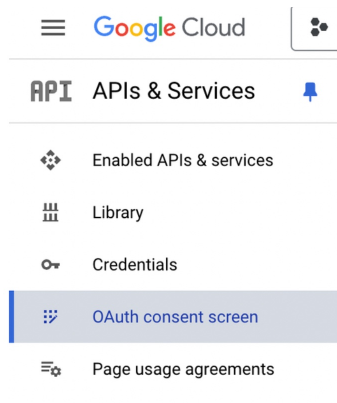 Google Cloud
API APIs & Services
Enabled APIs & services
Library
Credentials
OAuth consent screen
Page usage agreements